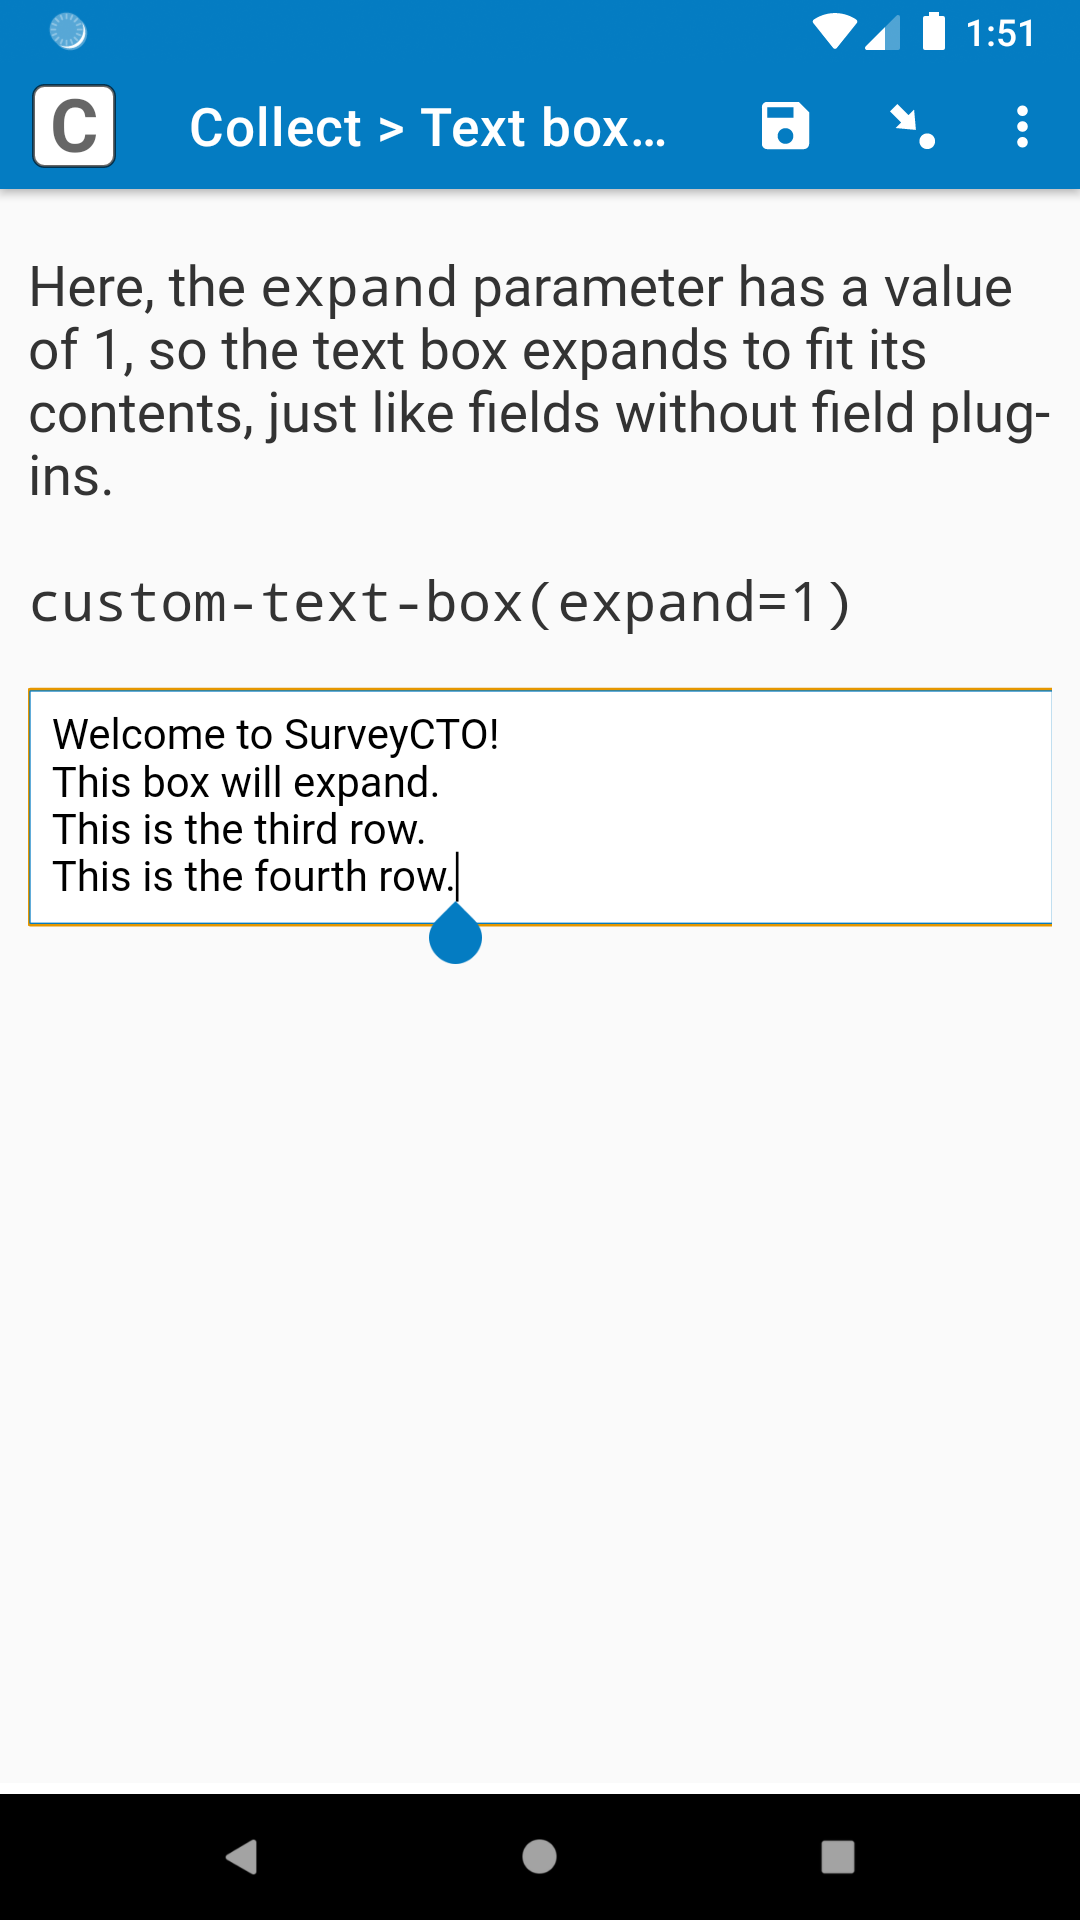 1:51
C
Collect > Text box...
Here, the expand parameter has a value
of 1, so the text box expands to fit its
contents, just like fields without field plug-
ins.
custom-text-box(expand=1)
Welcome to SurveyCTO!
This box will expand.
This is the third row.
This is the fourth row.